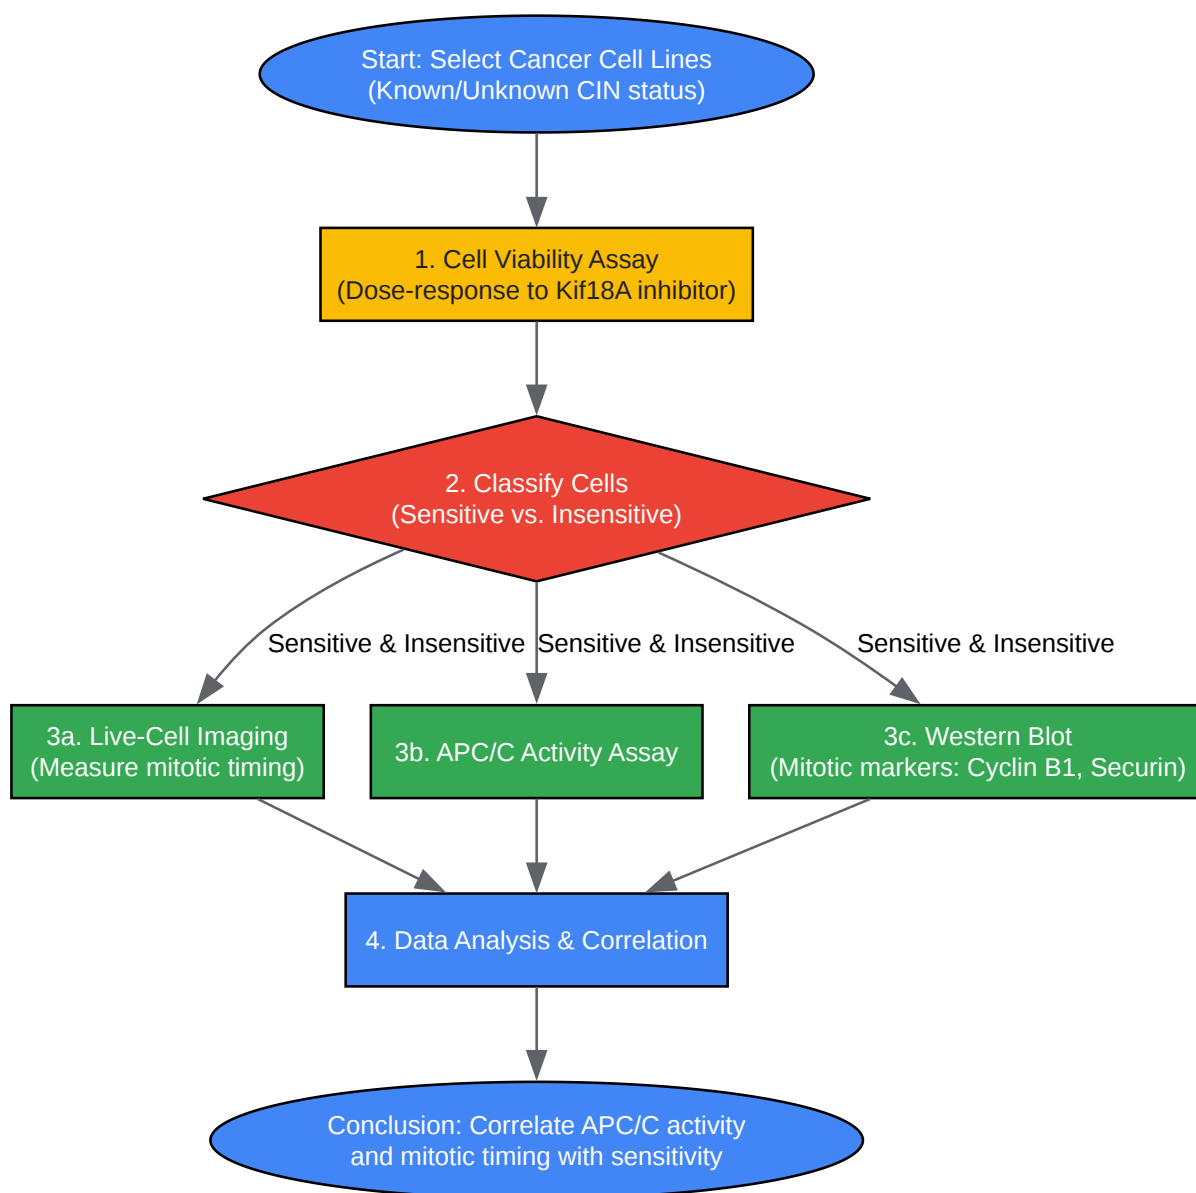 Start: Select Cancer Cell Lines
(Known/Unknown CIN status)
1. Cell Viability Assay
(Dose-response to Kif18A inhibitor)
2. Classify Cells
(Sensitive vs. Insensitive)
Sensitive & Insensitive
Sensitive & Insensitive
Sensitive & Insensitive
3a. Live-Cell Imaging
(Measure mitotic timing)
3b. APC/C Activity Assay
3c. Western Blot
(Mitotic markers: Cyclin B1, Securin)
4. Data Analysis & Correlation
Conclusion: Correlate APC/C activity
and mitotic timing with sensitivity